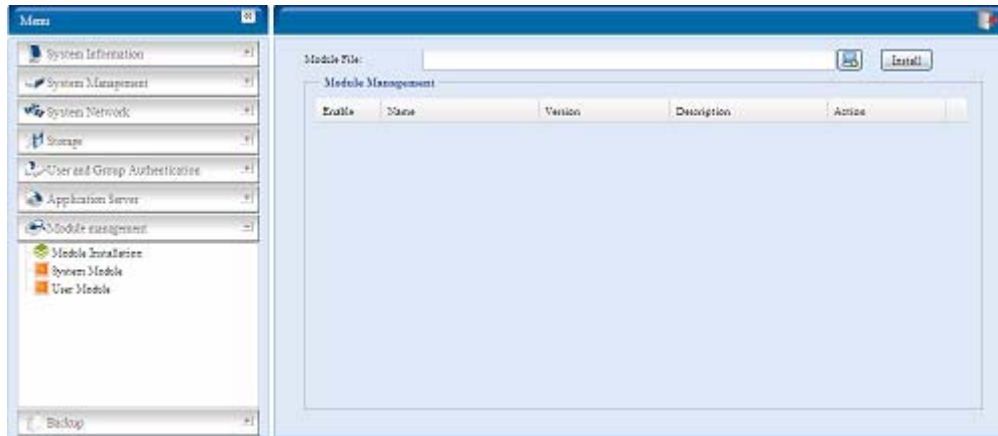 Menu
System Information
System Management
System Network
Storage
User and Group Authentication
Application Server
Module management
Module Installation
System Module
User Module
Backup
Module File:
Install
Module Management
Enable Name Version Description Action